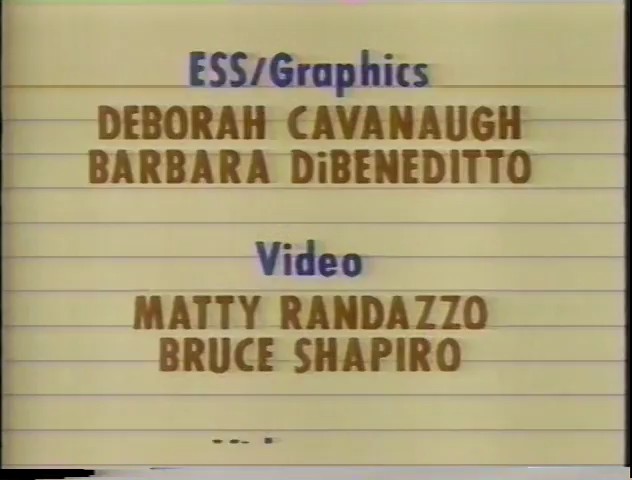 ESS/Graphics
DEBORAH CAVANAUGH
BARBARA DiBENEDITTO
Video
MATTY RANDAZZO
BRUCE SHAPIRO